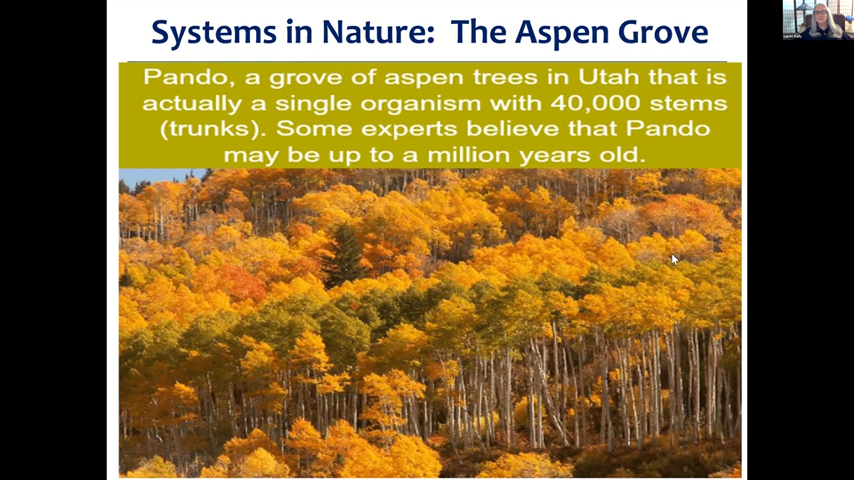 Systems in Nature: The Aspen Grove
Pando, a grove of aspen trees in Utah that is
actually a single organism with 40,000 stems
(trunks). Some experts believe that Pando
may be up to a million years old.